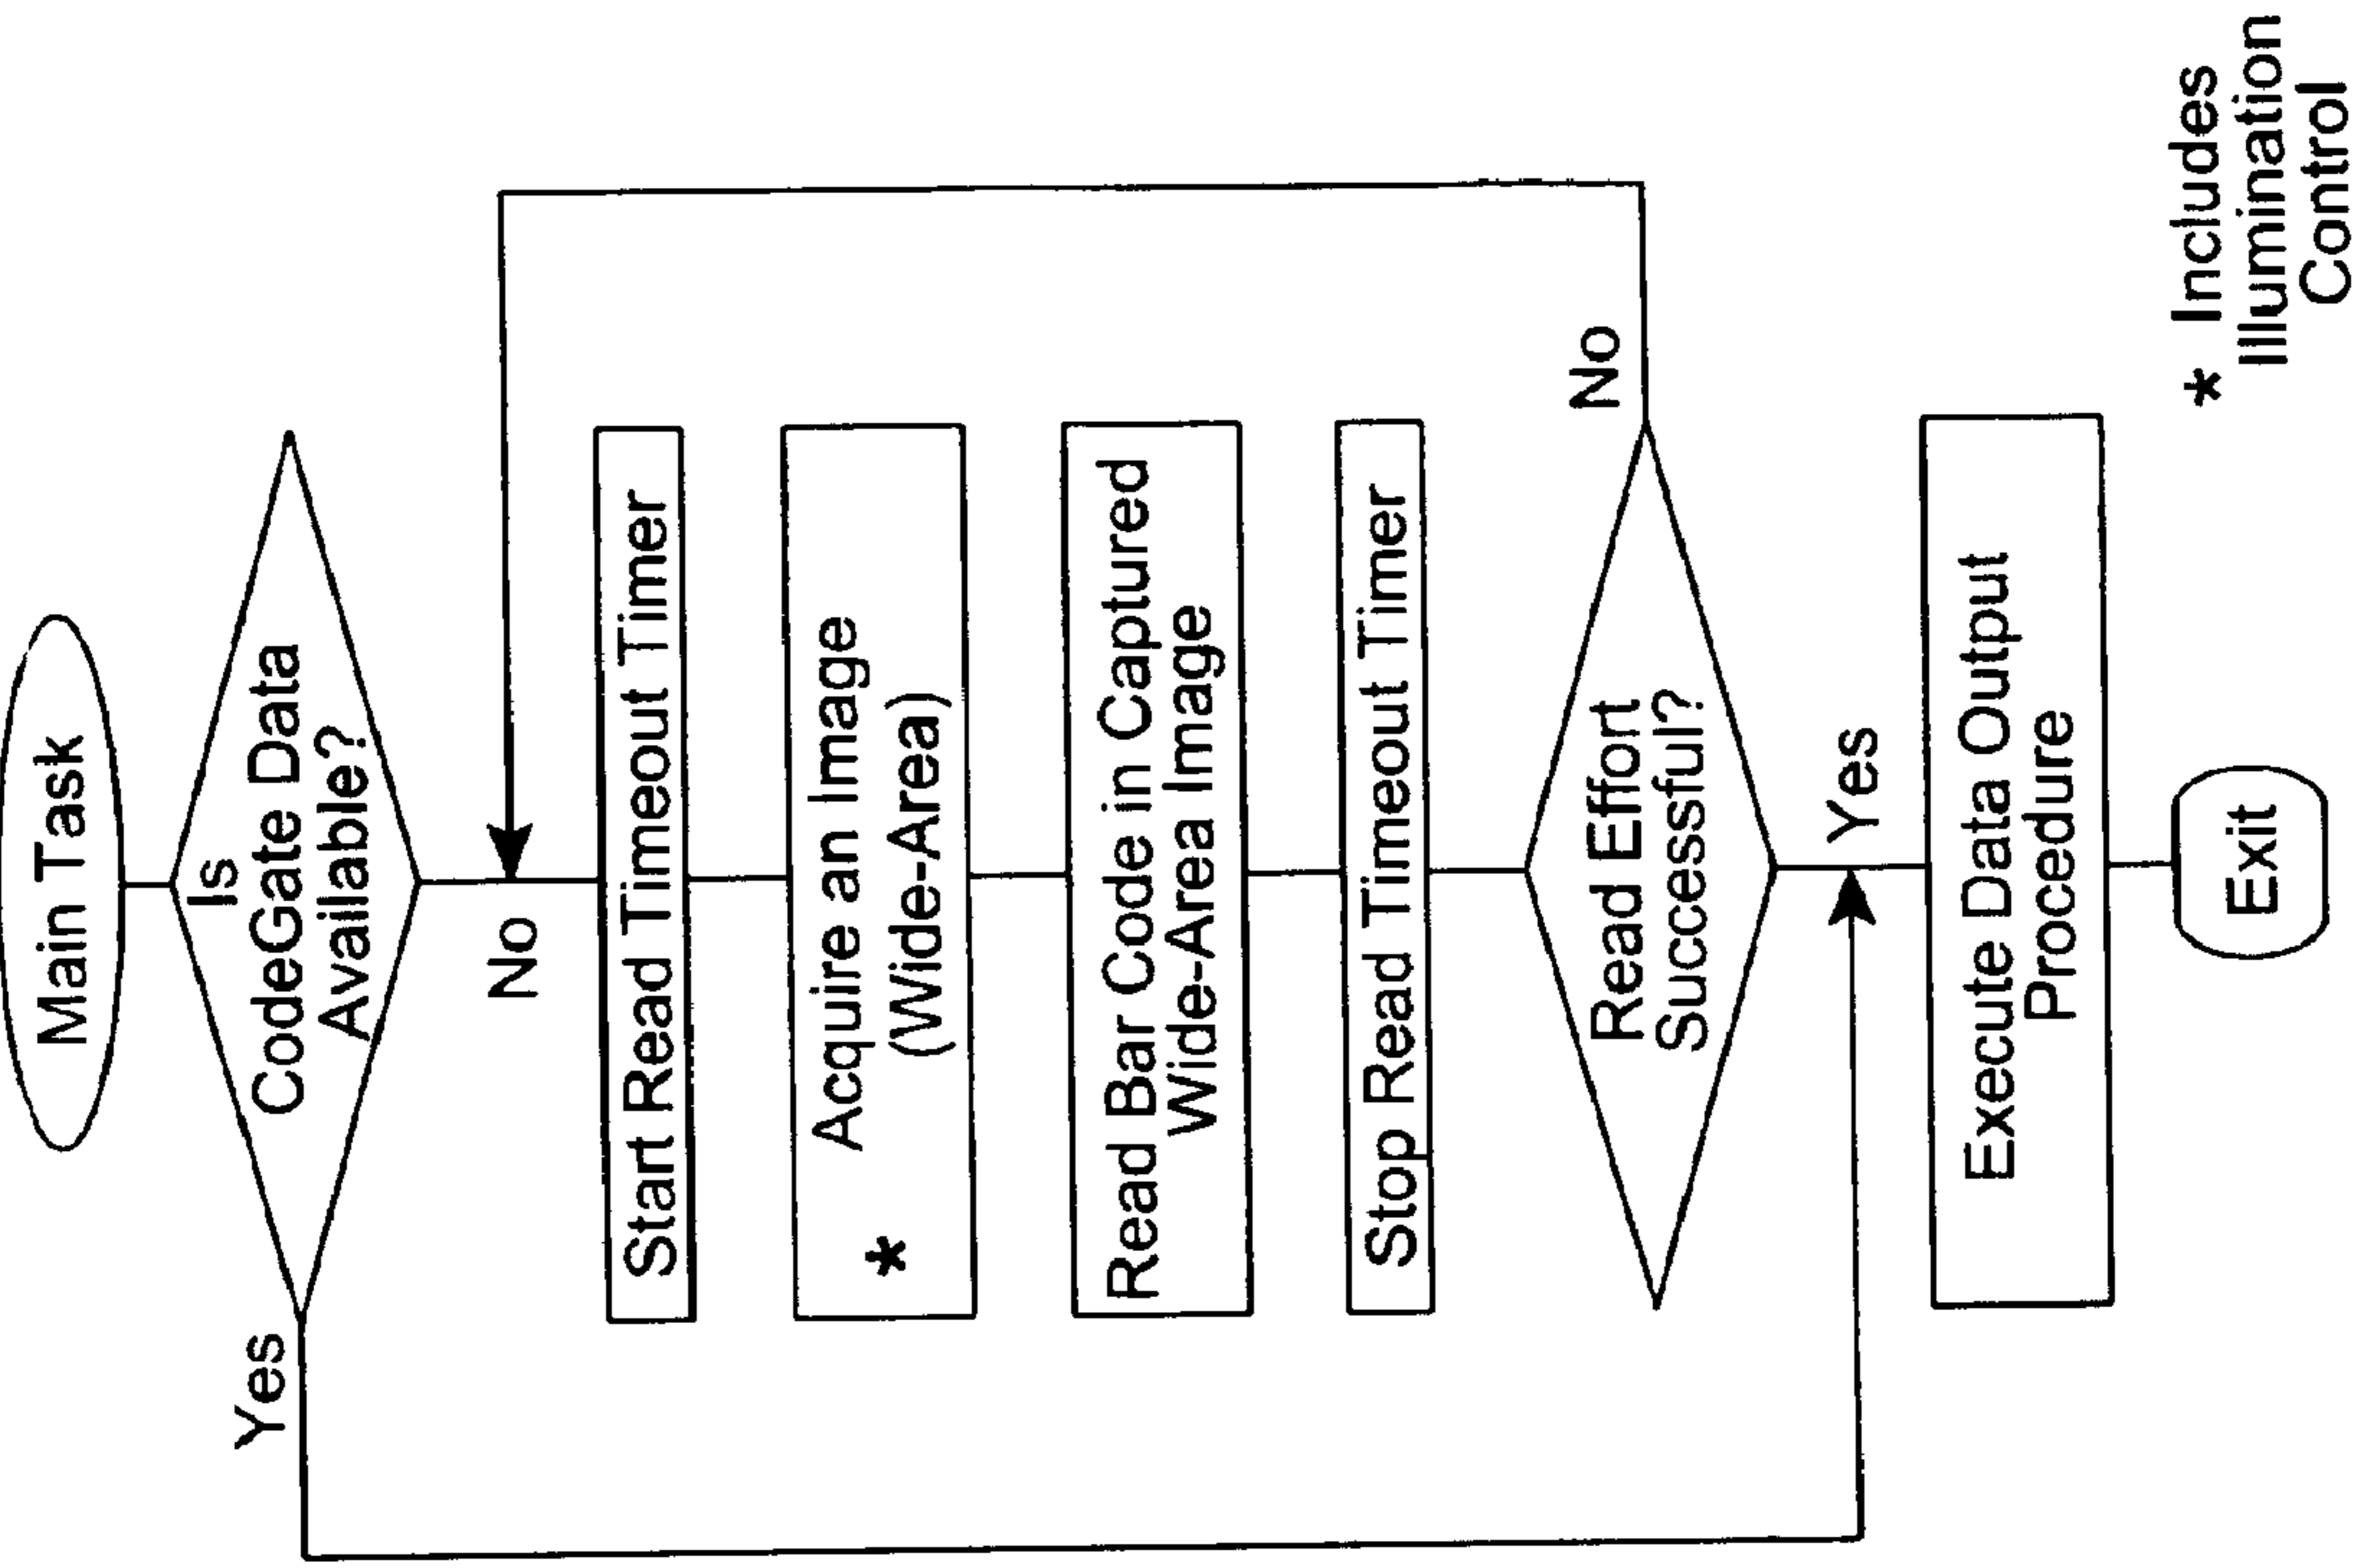 Main Task
Is
CodeGate Data
Available?
Yes
No
Start Read Timeout Timer
* Acquire an Image
(Wide-Area)
Read Bar Code in Captured
Wide-Area Image
Stop Read Timeout Timer
Read Effort
Successful?
No
Yes
Execute Data Output
Procedure
Exit
* Includes
Illumination
Control